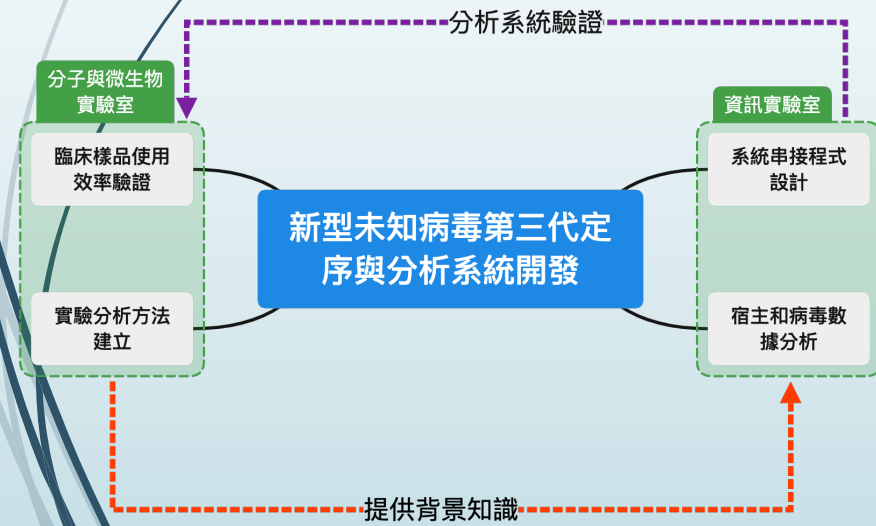 分析系統驗證
分子與微生物
實驗室
資訊實驗室
臨床樣品使用
效率驗證
系統串接程式
設計
新型未知病毒第三代定
序與分析系統開發
實驗分析方法
建立
宿主和病毒數
據分析
提供背景知識